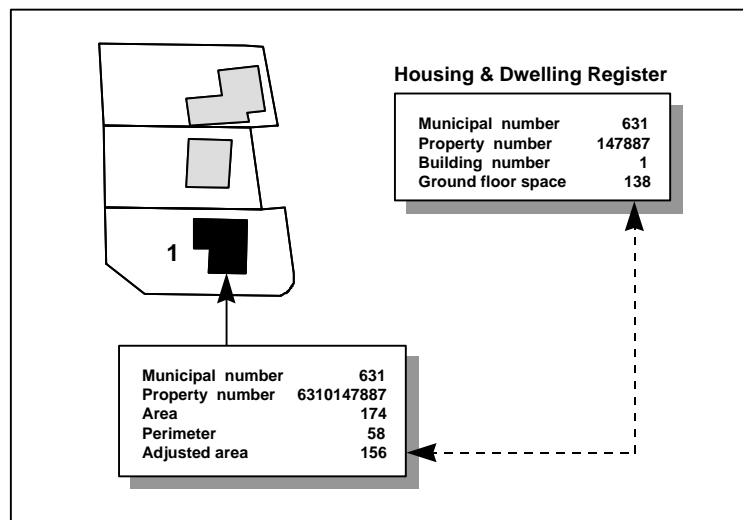 Housing & Dwelling Register
Municipal number 631
Property number 147887
Building number 1
Ground floor space 138
1
Municipal number 631
Property number 6310147887
Area 174
Perimeter 58
Adjusted area 156